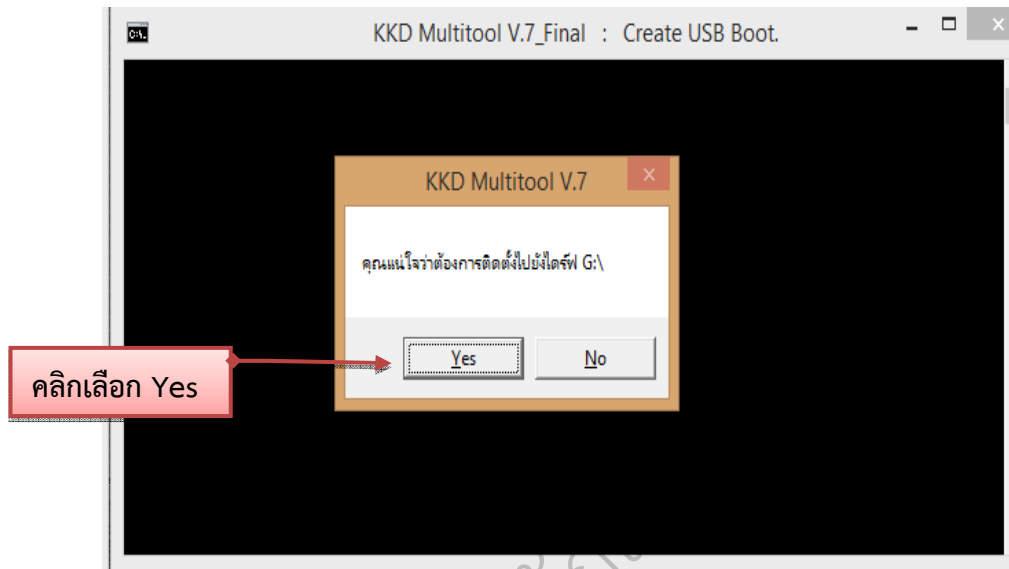 KKD Multitool V.7_Final : Create USB Boot.
KKD Multitool V.7
คุณแน่ใจว่าต้องการติดตั้งไปยังไดร์ฟ G:\
Yes
No
คลิกเลือก Yes